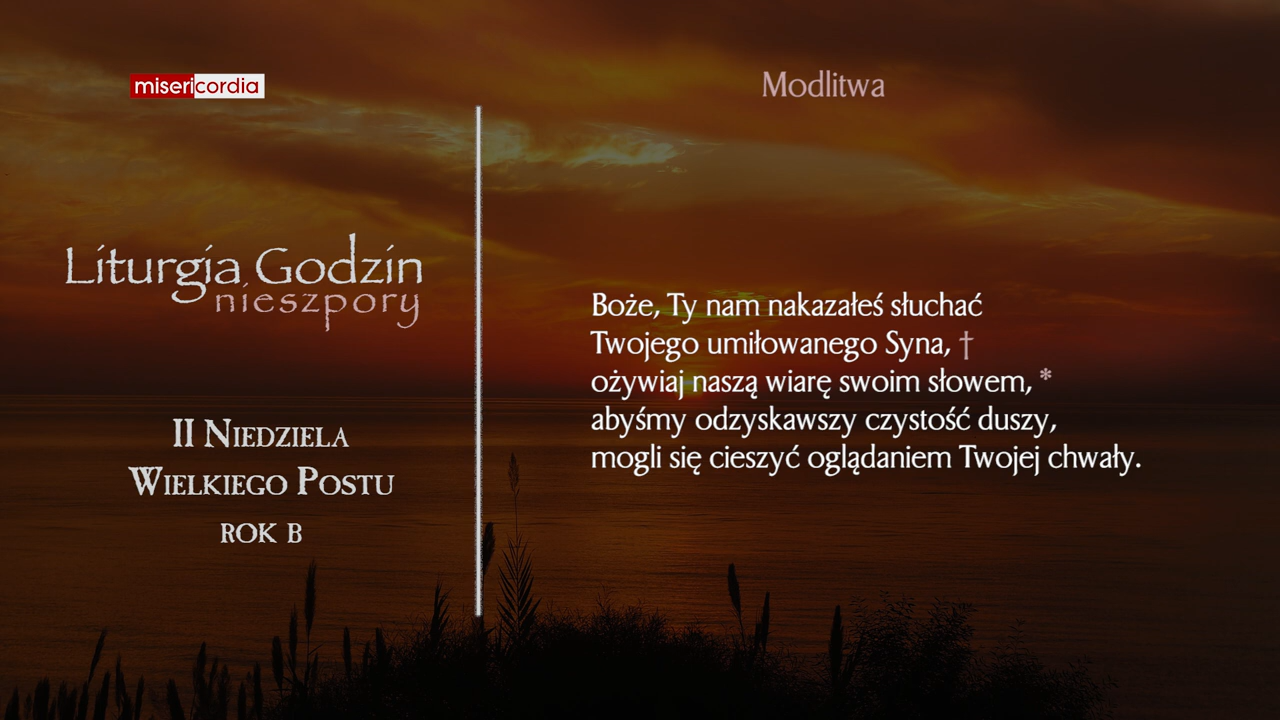 misericordia
Modlitwa
Liturgia Godzin
nieszpory
II Niedziela
Wielkiego Postu
rok B
Boże, Ty nam nakazałeś słuchać
Twojego umiłowanego Syna, †
ożywiaj naszą wiarę swoim słowem, *
abyśmy odzyskawszy czystość duszy,
mogli się cieszyć oglądaniem Twojej chwały.